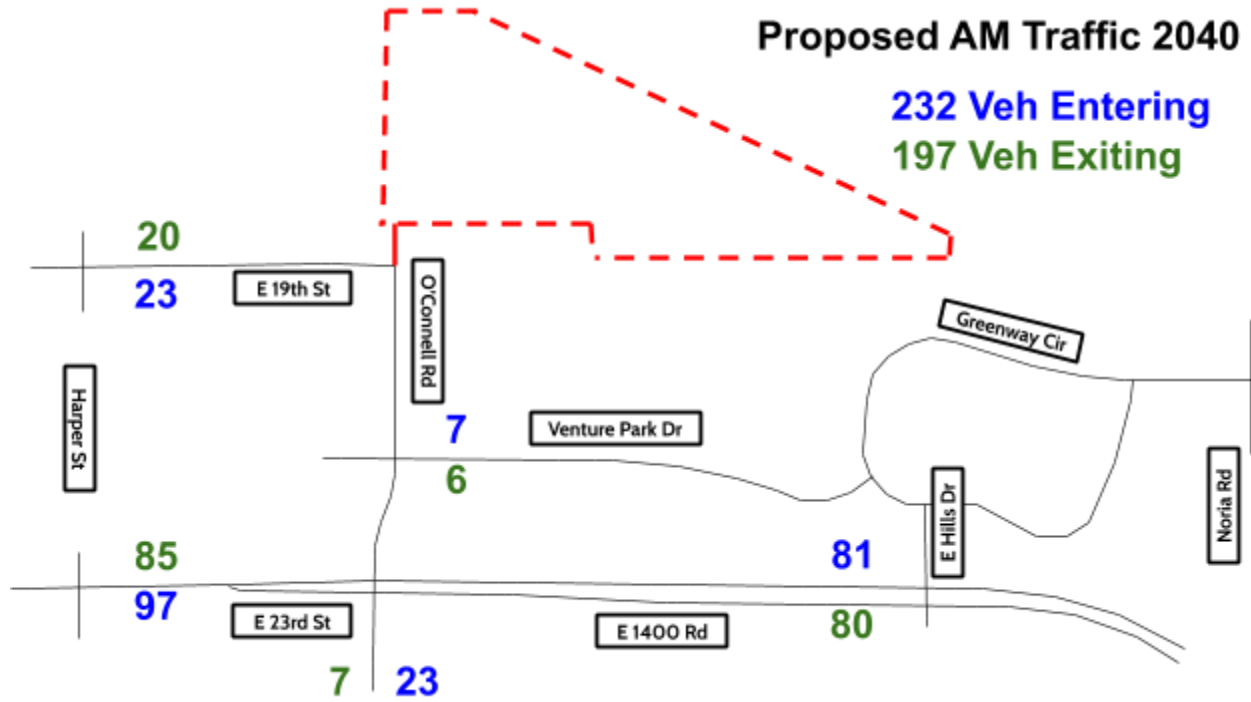 Proposed AM Traffic 2040
232 Veh Entering
197 Veh Exiting
20
23
E 19th St
O'Connell Rd
Greenway Cir
Harper St
7
Venture Park Dr
6
E Hills Dr
Noria Rd
85
81
97
E 23rd St
E 1400 Rd
80
7
23